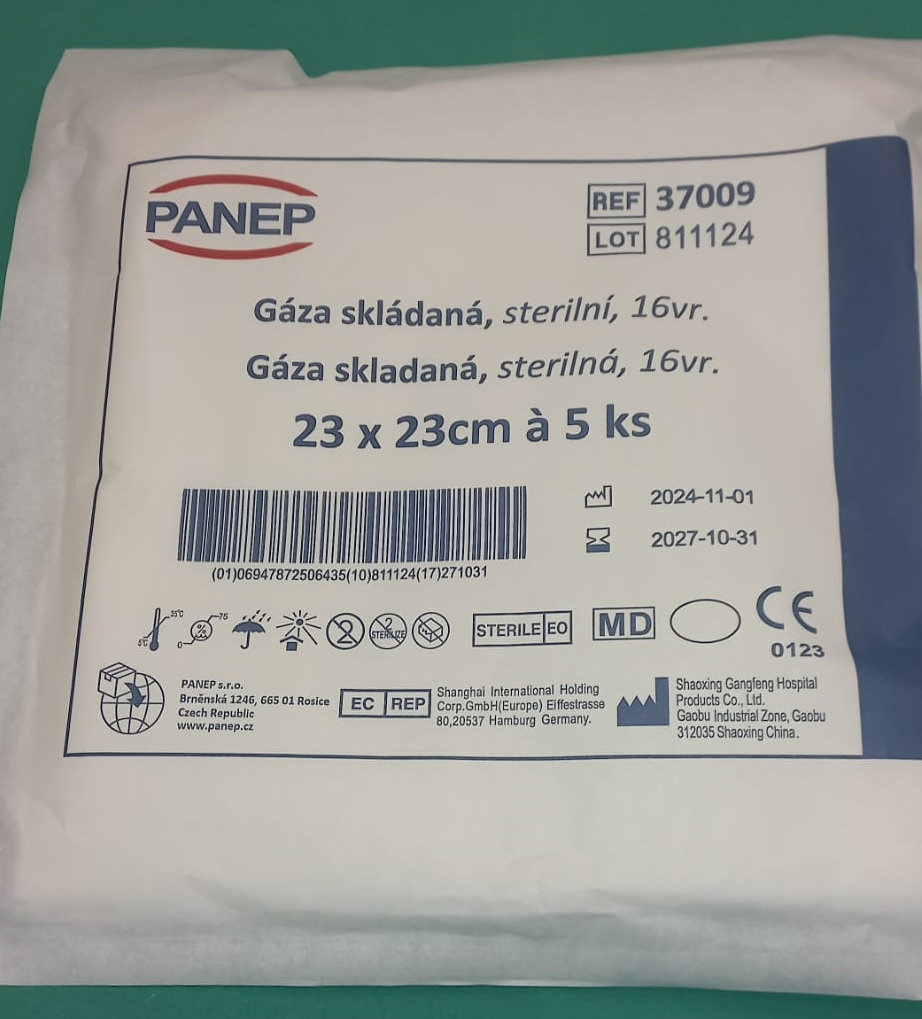 PANEP
REF 37009
LOT 811124
Gáza skládaná, sterilní, 16vr.
Gáza skladaná, sterilná, 16vr.
23 x 23cm à 5 ks
2024-11-01
2027-10-31
(01)06947872506435(10)811124(17)271031
5°C 25°C
0 % 75
2
2 STERILIZE
STERILE EO
MD
CE
0123
PANEP s.r.o.
Brněnská 1246, 665 01 Rosice
Czech Republic
www.panep.cz
EC REP
Shanghai International Holding
Corp.GmbH(Europe) Eiffestrasse
80,20537 Hamburg Germany.
Shaoxing Gangfeng Hospital
Products Co., Ltd.
Gaobu Industrial Zone, Gaobu
312035 Shaoxing China.